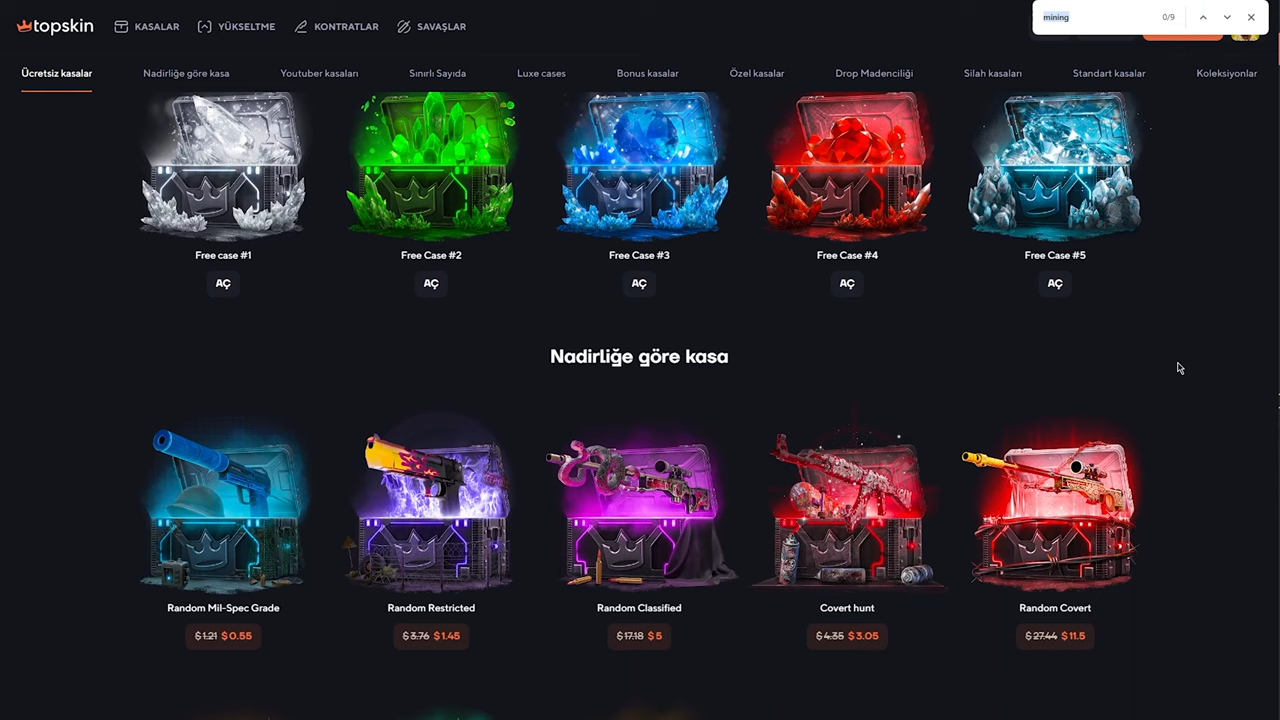 mining 0/9
topskin KASALAR YÜKSELTME KONTRATLAR SAVAŞLAR
Ücretsiz kasalar Nadirliğe göre kasa Youtuber kasaları Sınırlı Sayıda Luxe cases Bonus kasalar Özel kasalar Drop Madenciliği Silah kasaları Standart kasalar Koleksiyonlar
Free case #1 Free Case #2 Free Case #3 Free Case #4 Free Case #5
AÇ AÇ AÇ AÇ AÇ
Nadirliğe göre kasa
Random Mil-Spec Grade Random Restricted Random Classified Covert hunt Random Covert
$1.21 $0.55 $3.76 $1.45 $17.18 $5 $4.35 $3.05 $27.44 $11.5